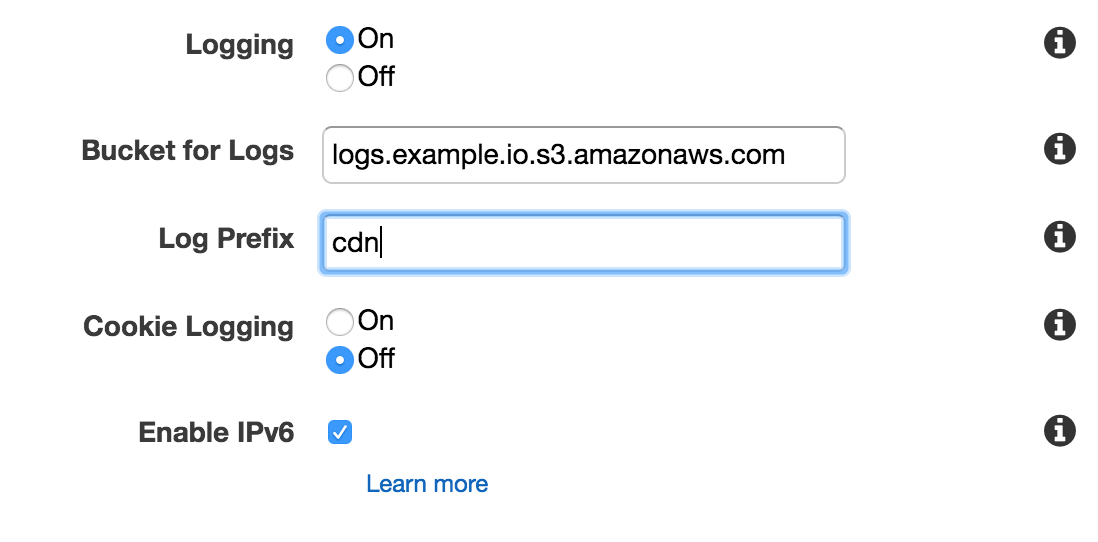 Logging
On
Off
Bucket for Logs
logs.example.io.s3.amazonaws.com
Log Prefix
cdn
Cookie Logging
On
Off
Enable IPv6
Learn more